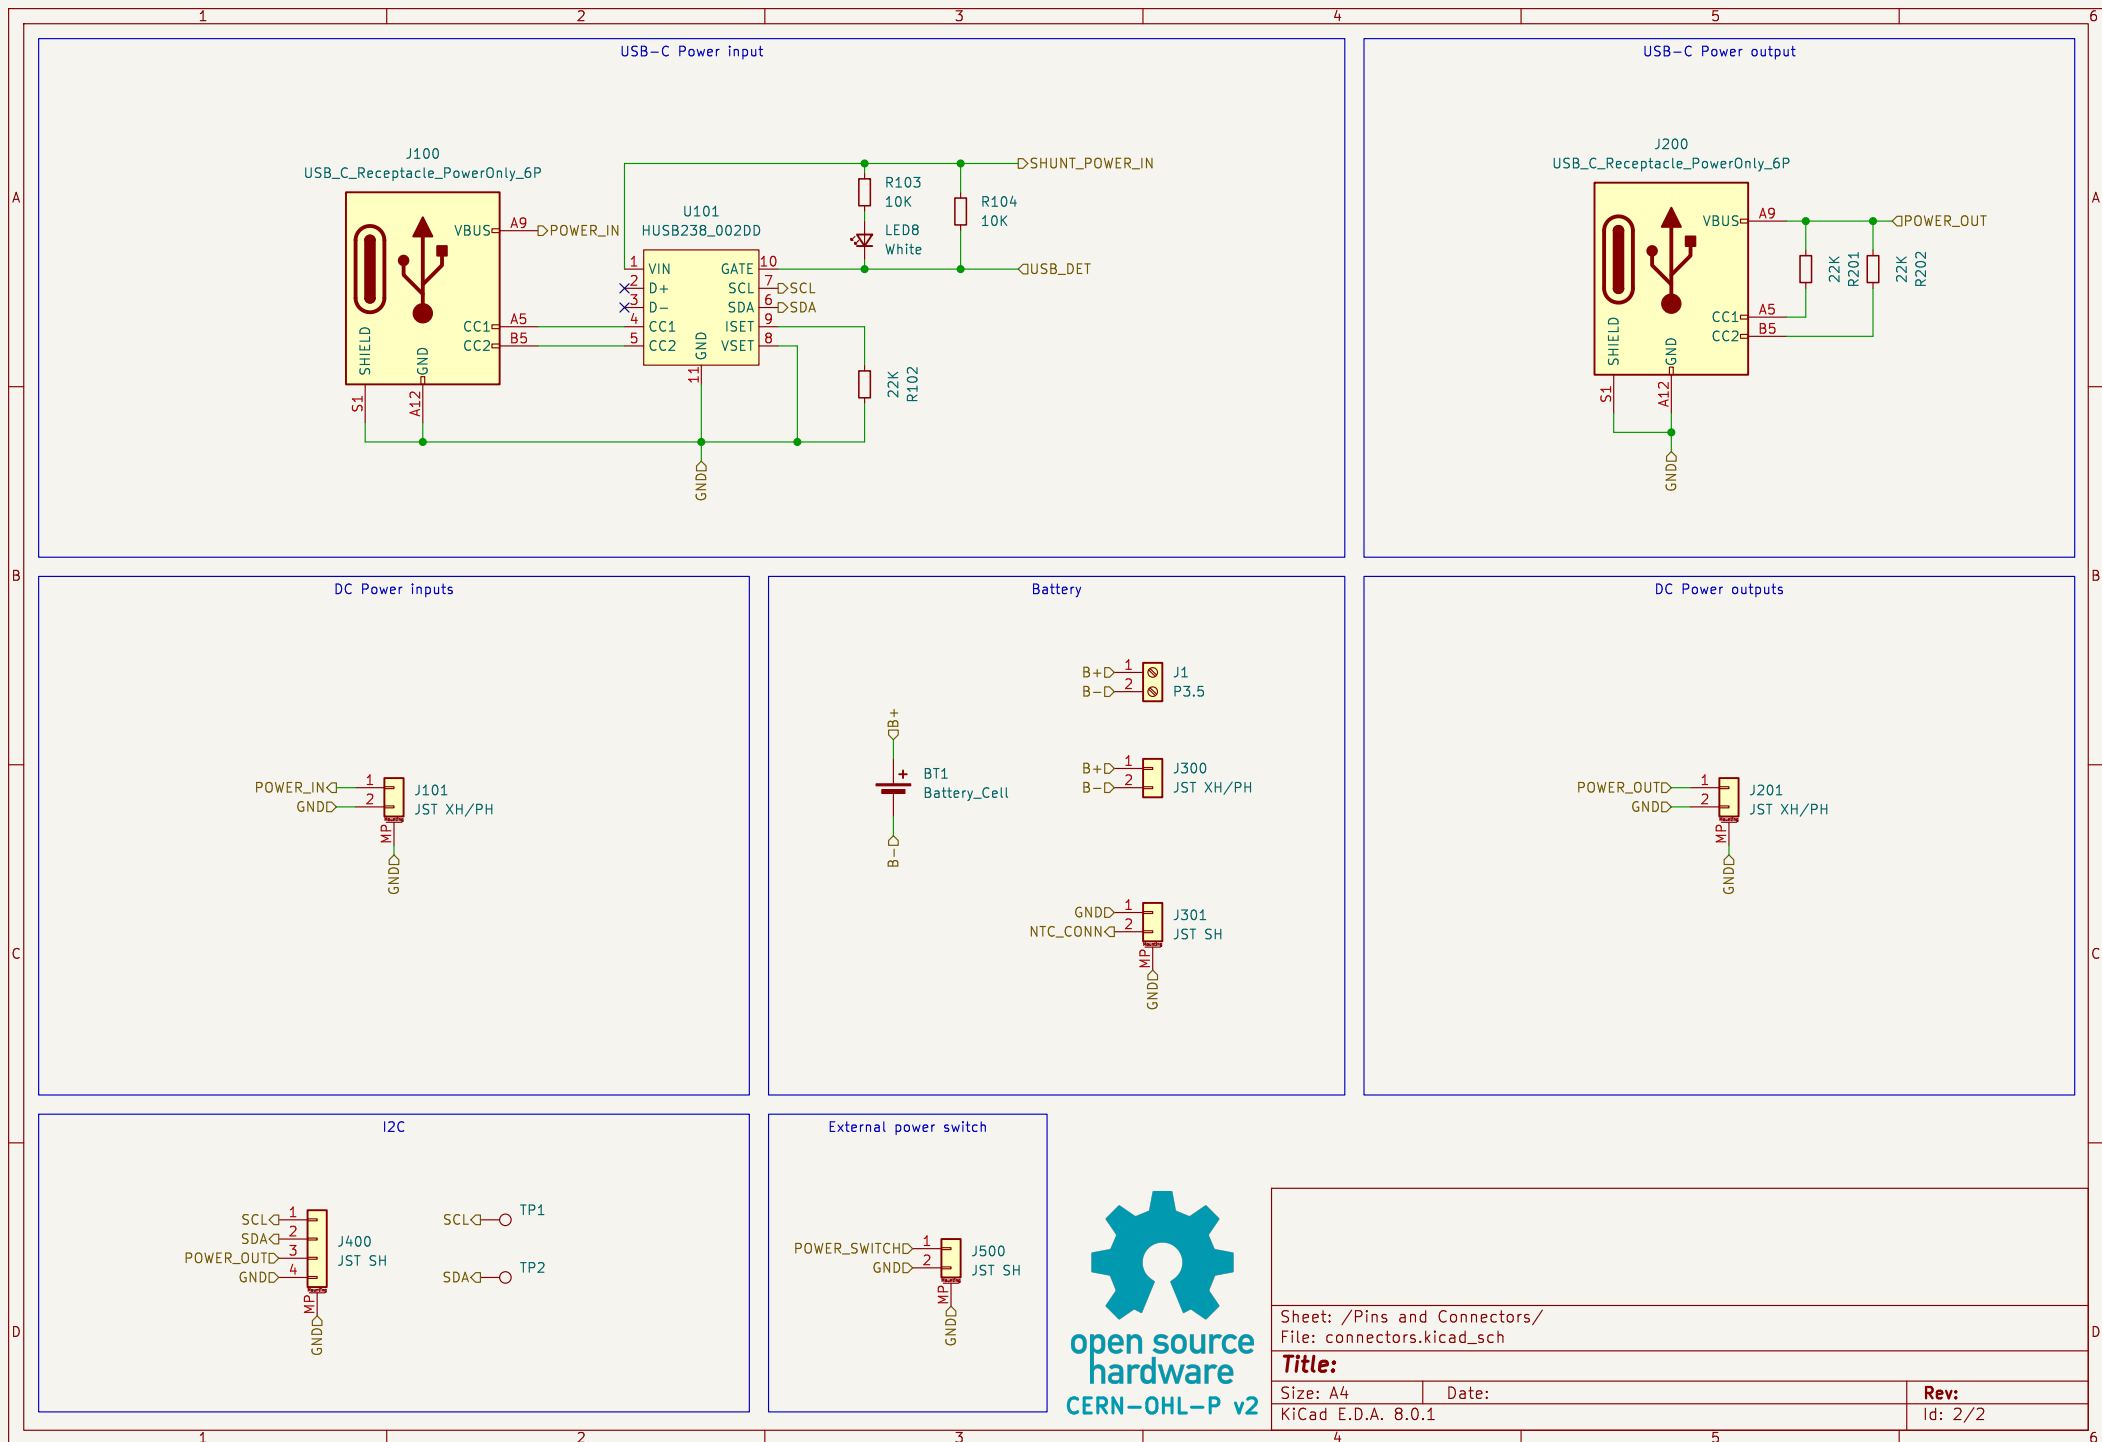 1 2 3 4 5 6
USB-C Power input
J100
USB_C_Receptacle_PowerOnly_6P
VBUS A9 POWER_IN
CC1 A5
CC2 B5
SHIELD
GND
S1
A12
U101
HUSB238_002DD
1 VIN
2 D+
3 D-
4 CC1
5 CC2
GATE 10
SCL 7 SCL
SDA 6 SDA
ISET 9
VSET 8
GND
11
GND
R103
10K
LED8
White
R104
10K
SHUNT_POWER_IN
USB_DET
22K
R102
USB-C Power output
J200
USB_C_Receptacle_PowerOnly_6P
VBUS A9 POWER_OUT
CC1 A5
CC2 B5
SHIELD
GND
S1
A12
GND
22K
R201
22K
R202
A A
B B
DC Power inputs
POWER_IN 1
GND 2
J101
JST XH/PH
MP
GND
Battery
B+
BT1
Battery_Cell
+
B-
B+ 1
B- 2
J1
P3.5
B+ 1
B- 2
J300
JST XH/PH
GND 1
NTC_CONN 2
J301
JST SH
MP
GND
DC Power outputs
POWER_OUT 1
GND 2
J201
JST XH/PH
MP
GND
C C
I2C
SCL 1
SDA 2
POWER_OUT 3
GND 4
J400
JST SH
MP
GND
SCL TP1
SDA TP2
External power switch
POWER_SWITCH 1
GND 2
J500
JST SH
MP
GND
open source
hardware
CERN-OHL-P v2
D D
Sheet: /Pins and Connectors/
File: connectors.kicad_sch
Title:
Size: A4 Date: Rev:
KiCad E.D.A. 8.0.1 Id: 2/2
1 2 3 4 5 6